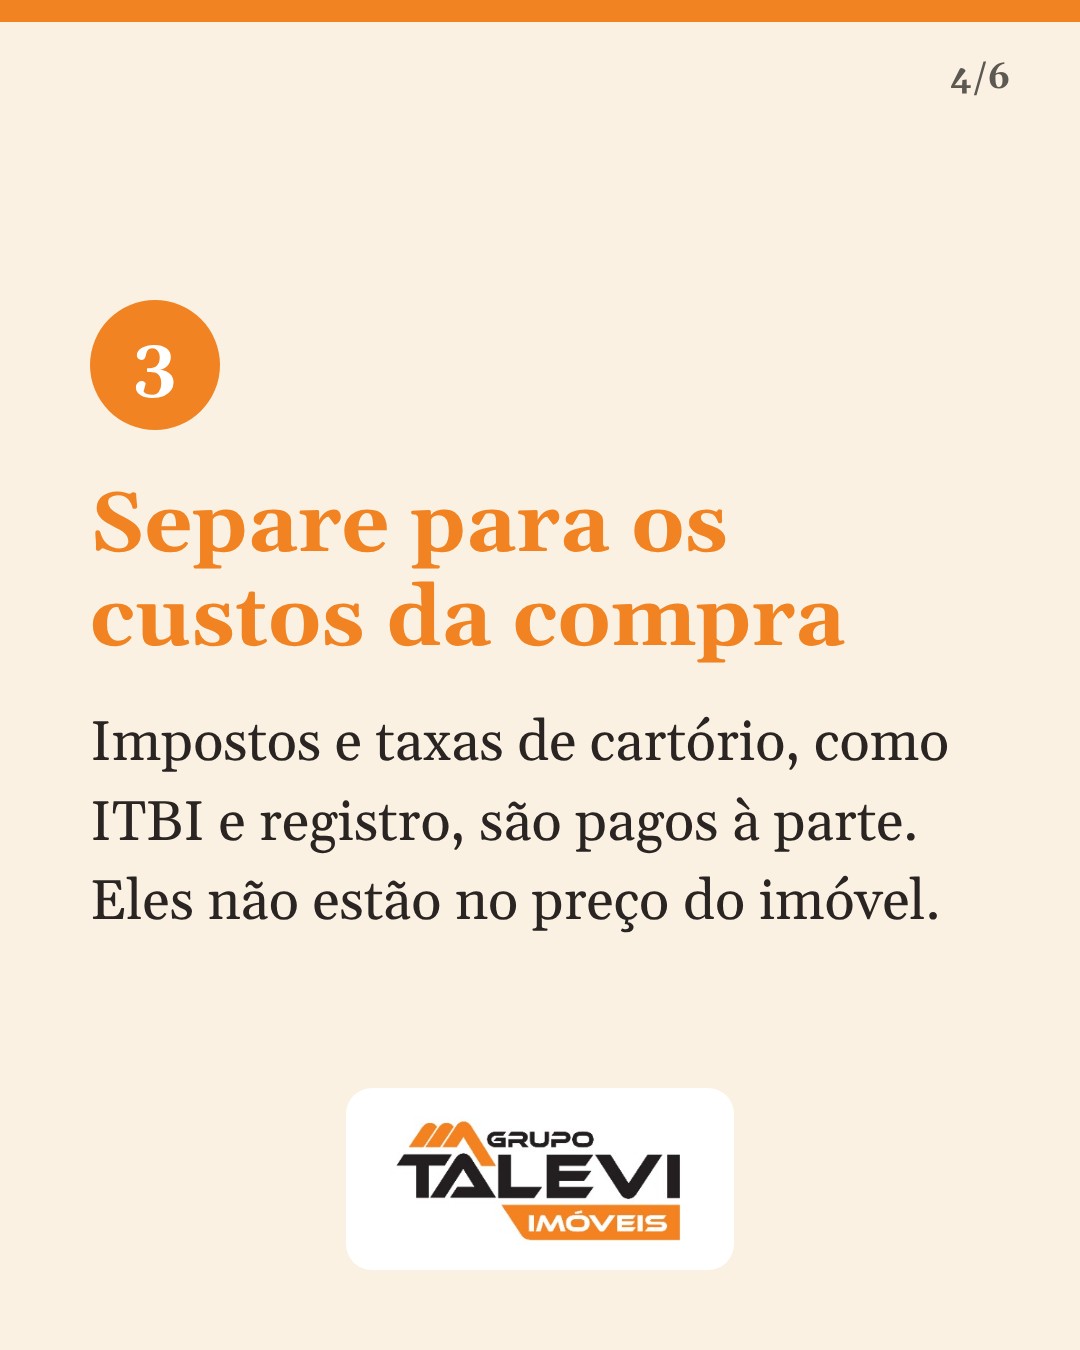 4/6
3
Separe para os
custos da compra
Impostos e taxas de cartório, como
ITBI e registro, são pagos à parte.
Eles não estão no preço do imóvel.
GRUPO
TALEVI
IMÓVEIS